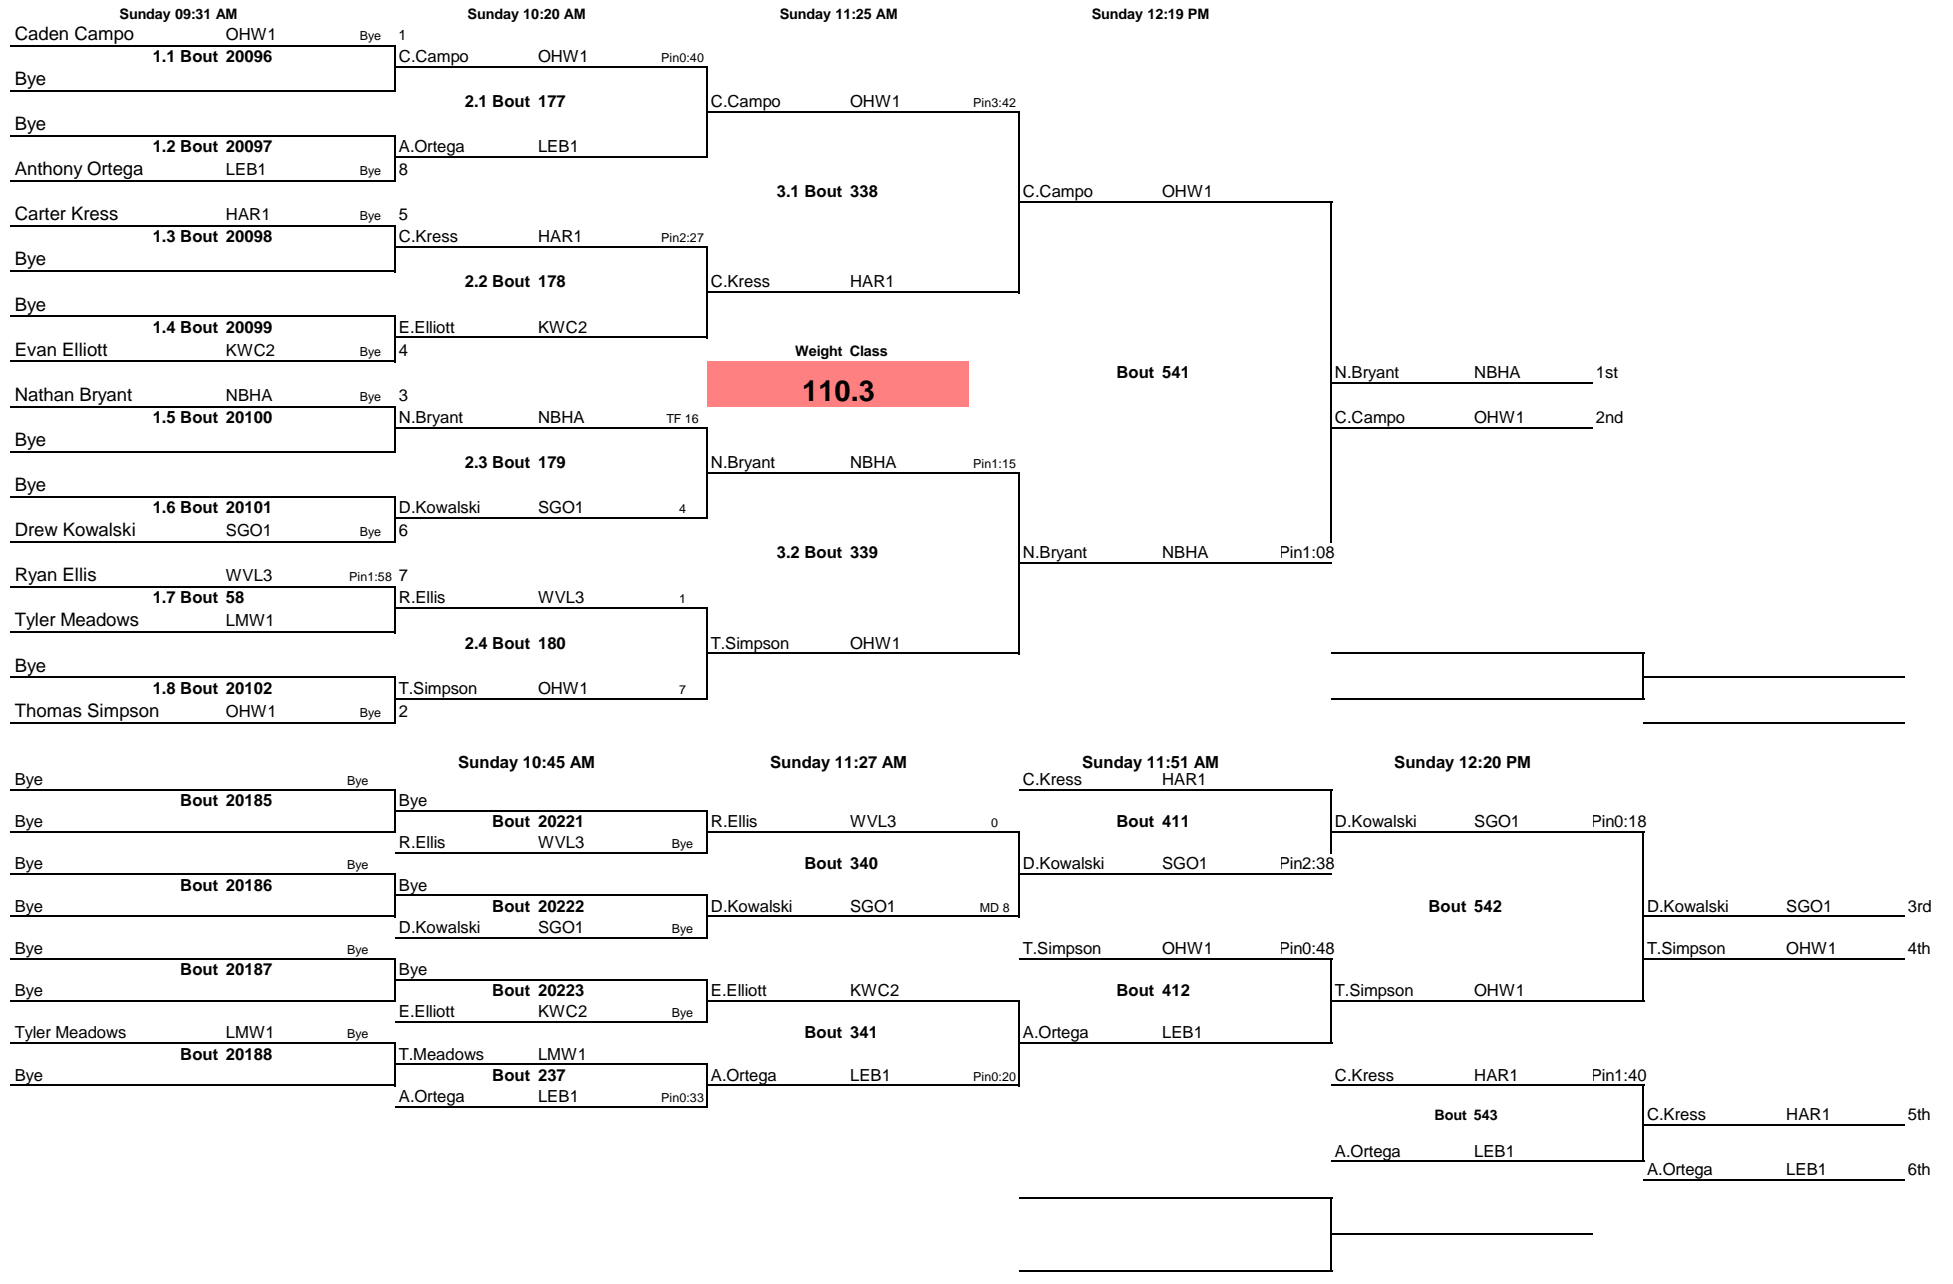 Sunday 09:31 AM Sunday 10:20 AM Sunday 11:25 AM Sunday 12:19 PM
Caden Campo OHW1 Bye 1
1.1 Bout 20096 C.Campo OHW1 Pin0:40
Bye
2.1 Bout 177 C.Campo OHW1 Pin3:42
Bye
1.2 Bout 20097 A.Ortega LEB1
Anthony Ortega LEB1 Bye 8
3.1 Bout 338 C.Campo OHW1
Carter Kress HAR1 Bye 5
1.3 Bout 20098 C.Kress HAR1 Pin2:27
Bye
2.2 Bout 178 C.Kress HAR1
Bye
1.4 Bout 20099 E.Elliott KWC2
Evan Elliott KWC2 Bye 4 Weight Class
Bout 541 N.Bryant NBHA 1st
Nathan Bryant NBHA Bye 3 110.3
1.5 Bout 20100 N.Bryant NBHA TF 16 C.Campo OHW1 2nd
Bye
2.3 Bout 179 N.Bryant NBHA Pin1:15
Bye
1.6 Bout 20101 D.Kowalski SGO1 4
Drew Kowalski SGO1 Bye 6
3.2 Bout 339 N.Bryant NBHA Pin1:08
Ryan Ellis WVL3 Pin1:58 7
1.7 Bout 58 R.Ellis WVL3 1
Tyler Meadows LMW1
2.4 Bout 180 T.Simpson OHW1
Bye
1.8 Bout 20102 T.Simpson OHW1 7
Thomas Simpson OHW1 Bye 2
Sunday 10:45 AM Sunday 11:27 AM Sunday 11:51 AM Sunday 12:20 PM
Bye Bye C.Kress HAR1
Bout 20185 Bye
Bye Bout 20221 R.Ellis WVL3 0 Bout 411 D.Kowalski SGO1 Pin0:18
R.Ellis WVL3 Bye
Bye Bye Bout 340 D.Kowalski SGO1 Pin2:38
Bout 20186 Bye
Bye Bout 20222 D.Kowalski SGO1 MD 8 Bout 542 D.Kowalski SGO1 3rd
D.Kowalski SGO1 Bye
Bye Bye T.Simpson OHW1 Pin0:48 T.Simpson OHW1 4th
Bout 20187 Bye
Bye Bout 20223 E.Elliott KWC2 Bout 412 T.Simpson OHW1
E.Elliott KWC2 Bye
Tyler Meadows LMW1 Bye Bout 341 A.Ortega LEB1
Bout 20188 T.Meadows LMW1
Bye Bout 237 A.Ortega LEB1 Pin0:20 C.Kress HAR1 Pin1:40
A.Ortega LEB1 Pin0:33
Bout 543 C.Kress HAR1 5th
A.Ortega LEB1
A.Ortega LEB1 6th